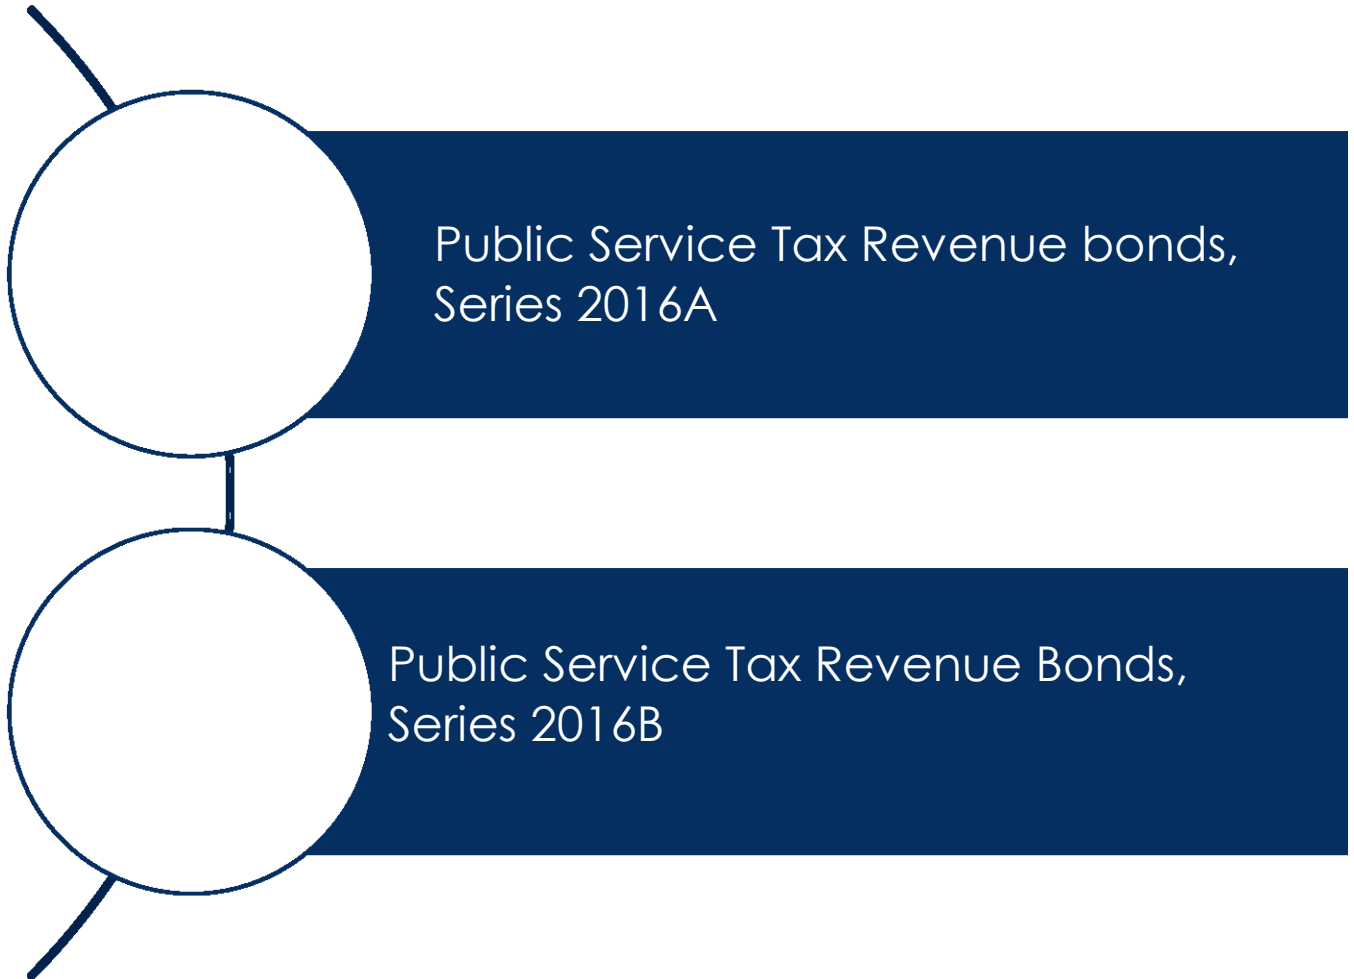 Public Service Tax Revenue bonds,
Series 2016A
Public Service Tax Revenue Bonds,
Series 2016B